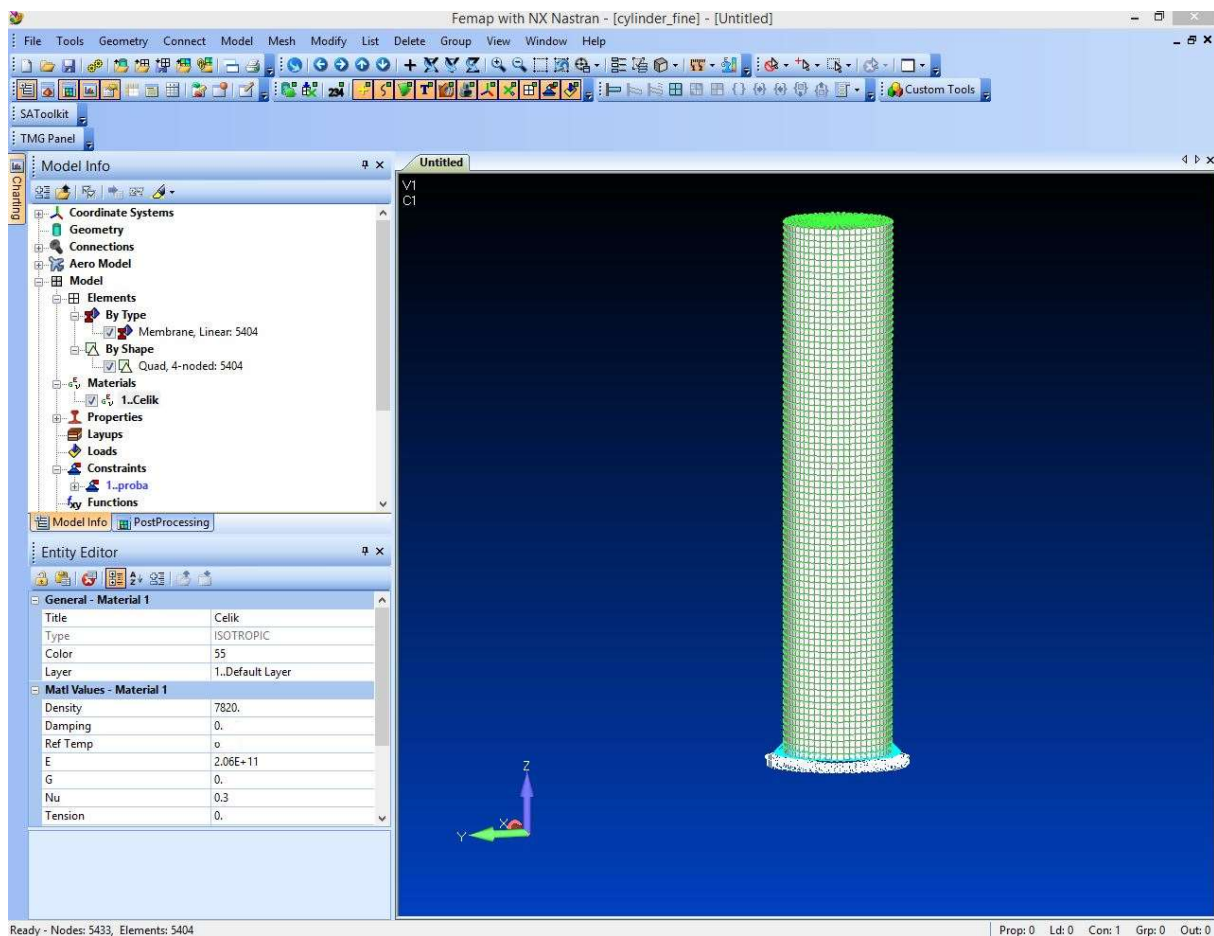 Femap with NX Nastran - [cylinder_fine] - [Untitled]
File Tools Geometry Connect Model Mesh Modify List Delete Group View Window Help
Custom Tools
SAToolkit
TMG Panel
Charting
Model Info
Untitled
V1
C1
Coordinate Systems
Geometry
Connections
Aero Model
Model
Elements
By Type
Membrane, Linear: 5404
By Shape
Quad, 4-noded: 5404
Materials
1..Celik
Properties
Layups
Loads
Constraints
1..proba
Functions
Model Info PostProcessing
Entity Editor
General - Material 1
Title Celik
Type ISOTROPIC
Color 55
Layer 1..Default Layer
Matl Values - Material 1
Density 7820.
Damping 0.
Ref Temp o
E 2.06E+11
G 0.
Nu 0.3
Tension 0.
Z
X
Y
Ready - Nodes: 5433, Elements: 5404 Prop: 0 Ld: 0 Con: 1 Grp: 0 Out: 0